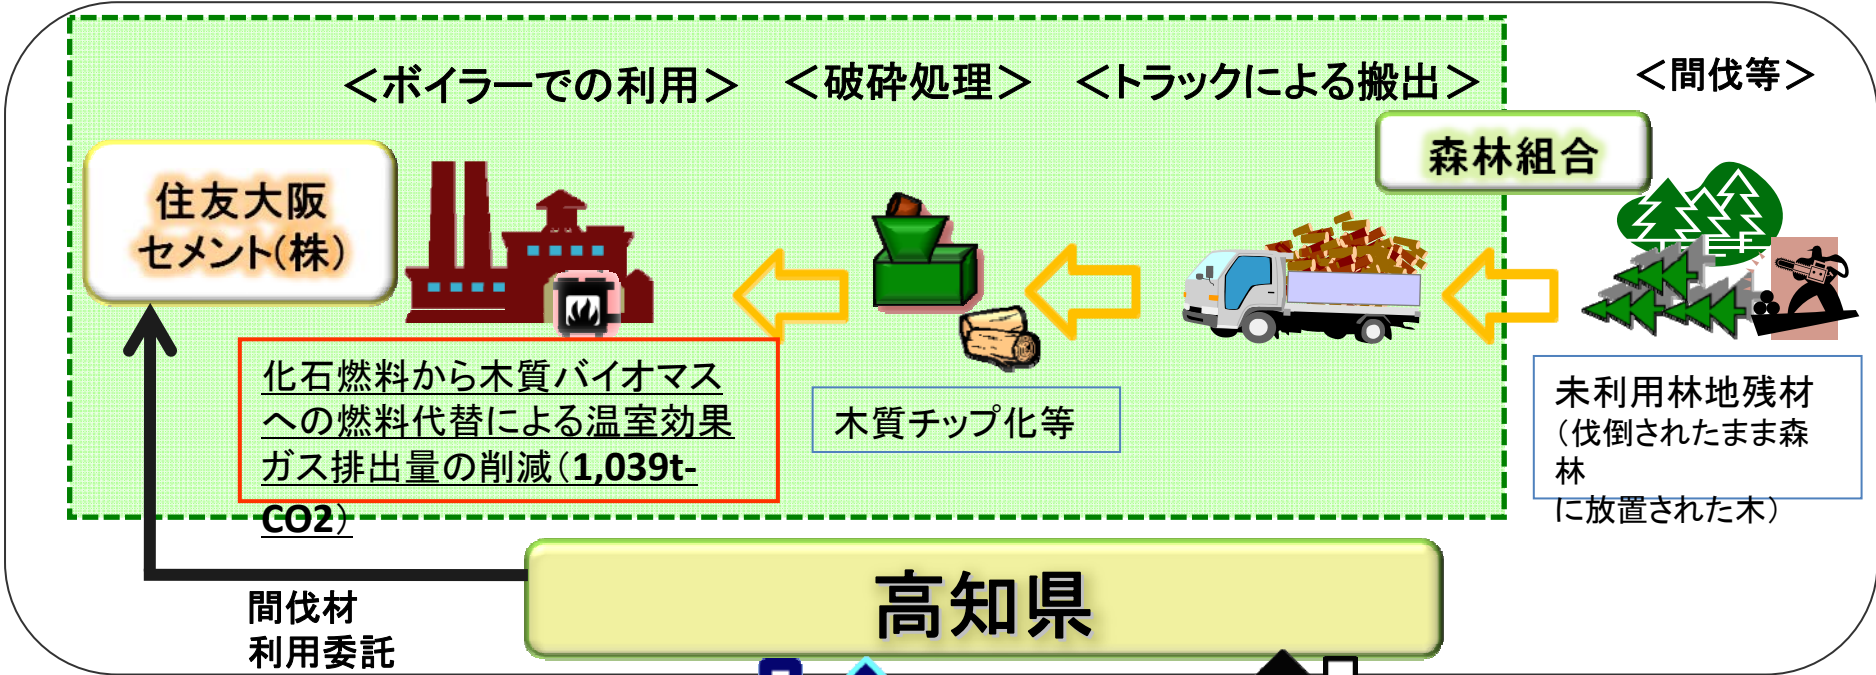 ＜ボイラーでの利用＞
＜破砕処理＞
＜トラックによる搬出＞
＜間伐等＞
森林組合
住友大阪
セメント(株)
化石燃料から木質バイオマス
への燃料代替による温室効果
ガス排出量の削減（1,039t-
CO2）
木質チップ化等
未利用林地残材
（伐倒されたまま森
林
に放置された木）
高知県
間伐材
利用委託